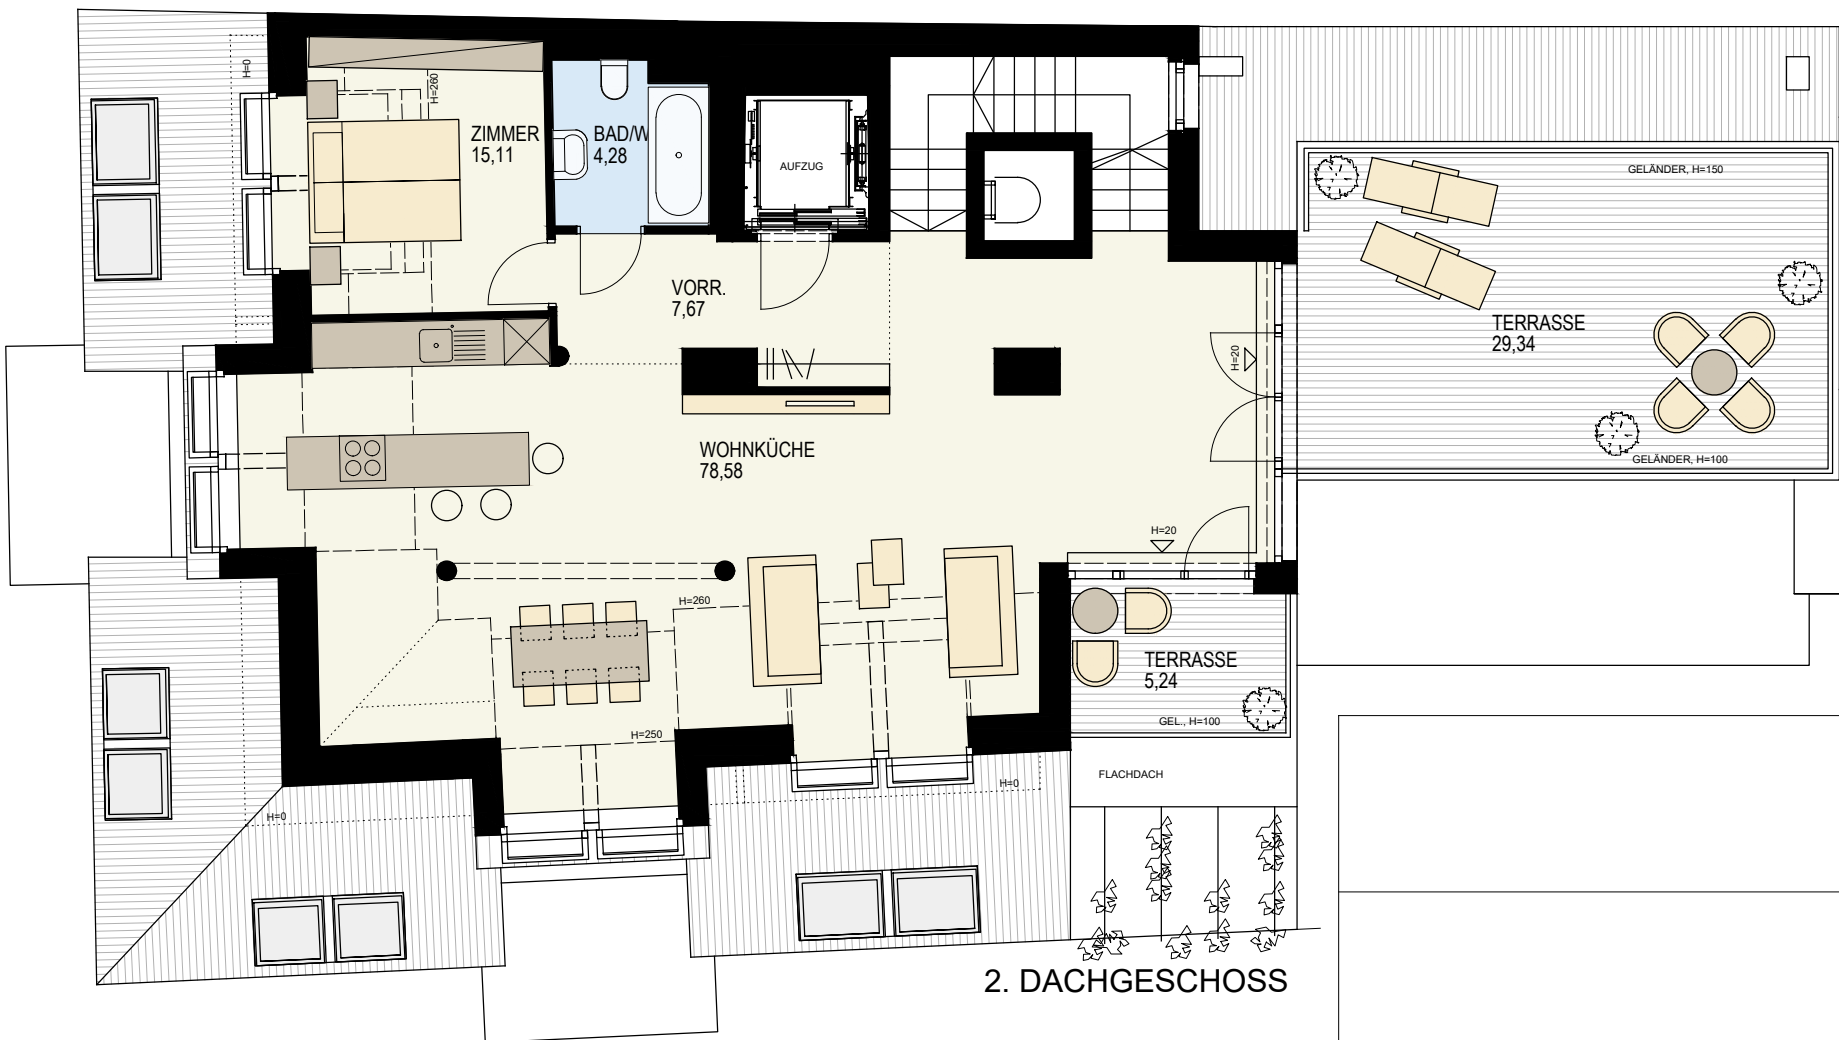 H=0
H=260
ZIMMER
15,11
BAD/W
4,28
AUFZUG
VORR.
7,67
GELÄNDER, H=150
TERRASSE
29,34
GELÄNDER, H=100
H=20
WOHNKÜCHE
78,58
H=20
H=260
TERRASSE
5,24
GEL., H=100
H=250
FLACHDACH
H=0
H=0
2. DACHGESCHOSS